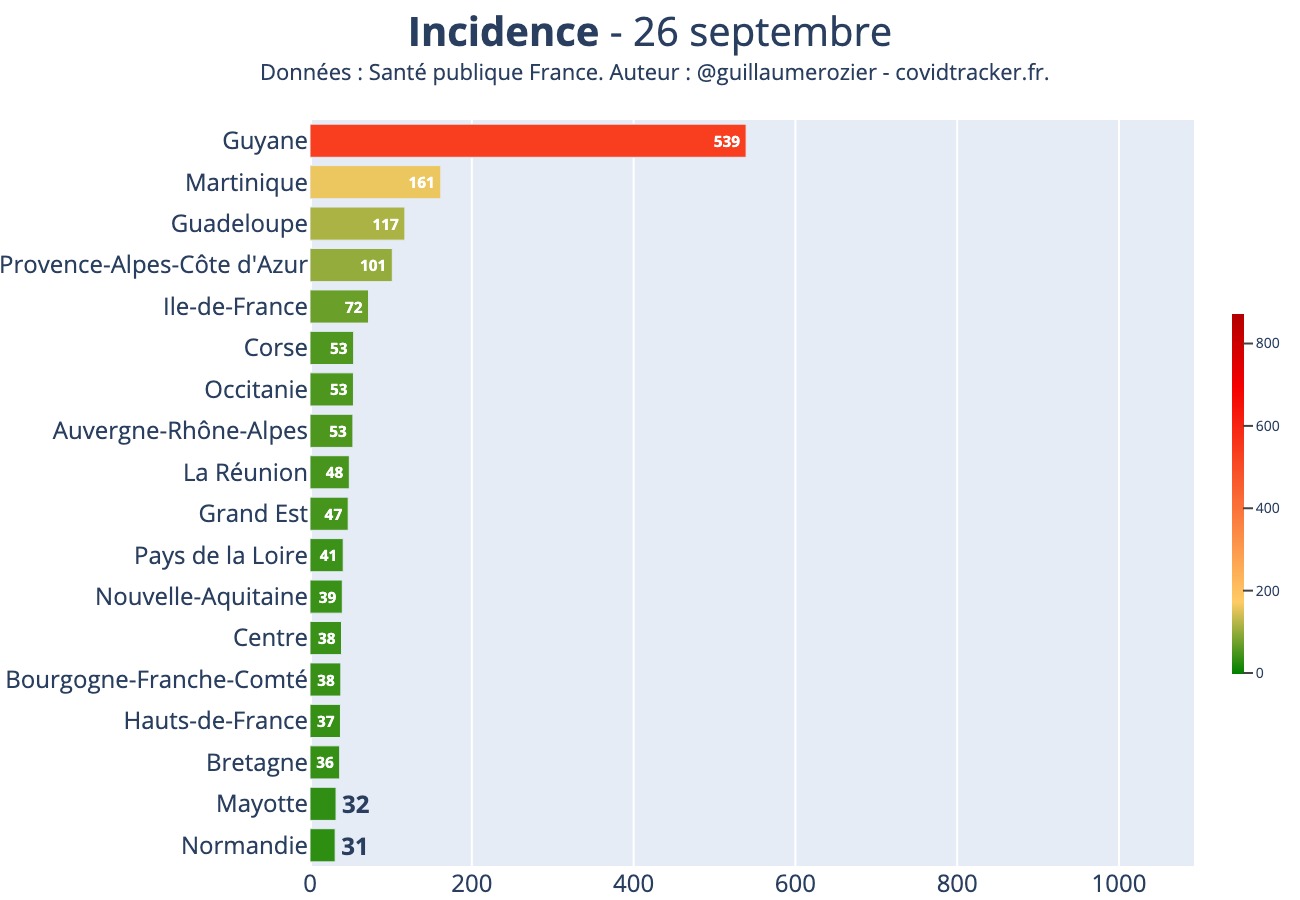 Incidence - 26 septembre
Données : Santé publique France. Auteur : @guillaumerozier - covidtracker.fr.
Guyane 539
Martinique 161
Guadeloupe 117
Provence-Alpes-Côte d'Azur 101
Ile-de-France 72
Corse 53
Occitanie 53
Auvergne-Rhône-Alpes 53
La Réunion 48
Grand Est 47
Pays de la Loire 41
Nouvelle-Aquitaine 39
Centre 38
Bourgogne-Franche-Comté 38
Hauts-de-France 37
Bretagne 36
Mayotte 32
Normandie 31
0 200 400 600 800 1000
800
600
400
200
0